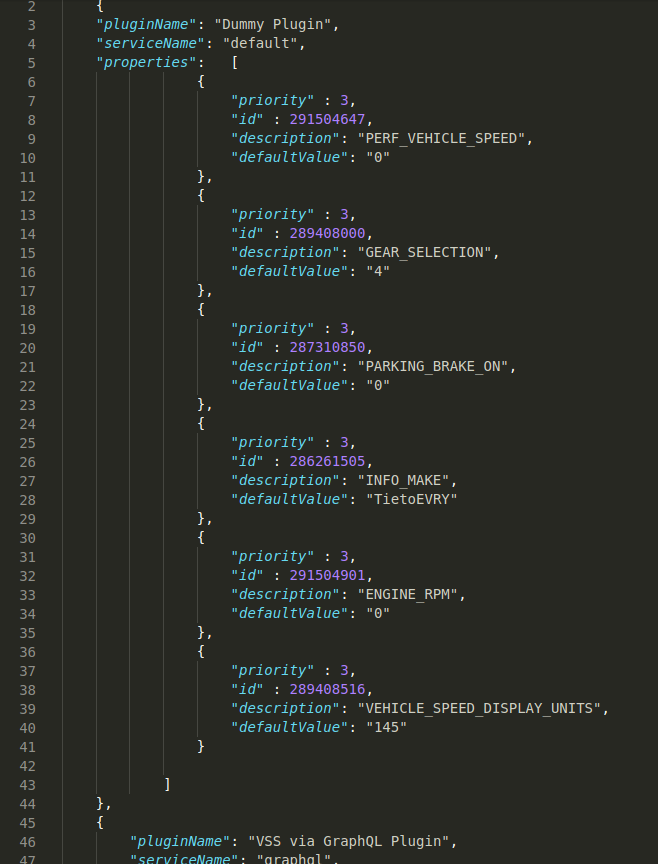 2 {
3 "pluginName": "Dummy Plugin",
4 "serviceName": "default",
5 "properties": [
6 {
7 "priority" : 3,
8 "id" : 291504647,
9 "description": "PERF_VEHICLE_SPEED",
10 "defaultValue": "0"
11 },
12 {
13 "priority" : 3,
14 "id" : 289408000,
15 "description": "GEAR_SELECTION",
16 "defaultValue": "4"
17 },
18 {
19 "priority" : 3,
20 "id" : 287310850,
21 "description": "PARKING_BRAKE_ON",
22 "defaultValue": "0"
23 },
24 {
25 "priority" : 3,
26 "id" : 286261505,
27 "description": "INFO_MAKE",
28 "defaultValue": "TietoEVRY"
29 },
30 {
31 "priority" : 3,
32 "id" : 291504901,
33 "description": "ENGINE_RPM",
34 "defaultValue": "0"
35 },
36 {
37 "priority" : 3,
38 "id" : 289408516,
39 "description": "VEHICLE_SPEED_DISPLAY_UNITS",
40 "defaultValue": "145"
41 }
42
43 ]
44 },
45 {
46 "pluginName": "VSS via GraphQL Plugin",
47 "serviceName": "graphql",